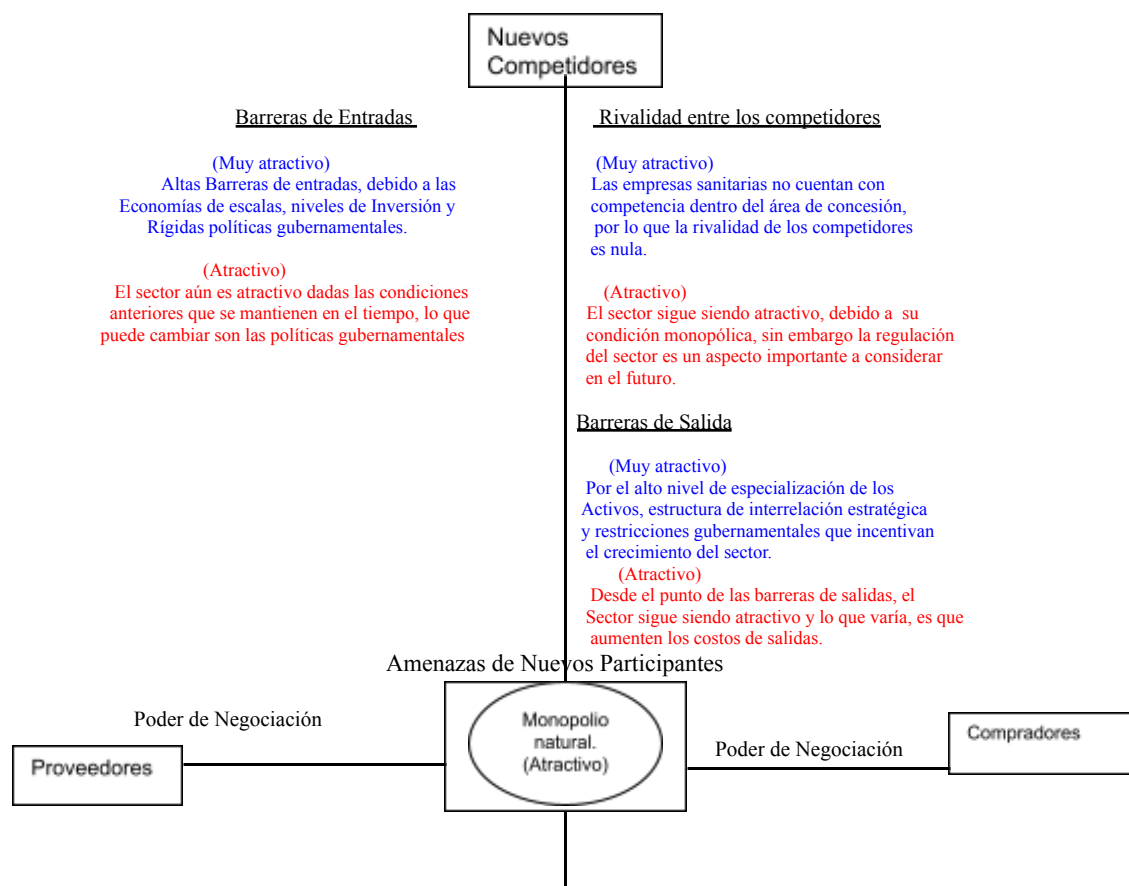 Nuevos
Competidores
Barreras de Entradas
(Muy atractivo)
Altas Barreras de entradas, debido a las
Economías de escalas, niveles de Inversión y
Rígidas políticas gubernamentales.
(Atractivo)
El sector aún es atractivo dadas las condiciones
anteriores que se mantienen en el tiempo, lo que
puede cambiar son las políticas gubernamentales
Rivalidad entre los competidores
(Muy atractivo)
Las empresas sanitarias no cuentan con
competencia dentro del área de concesión,
por lo que la rivalidad de los competidores
es nula.
(Atractivo)
El sector sigue siendo atractivo, debido a su
condición monopólica, sin embargo la regulación
del sector es un aspecto importante a considerar
en el futuro.
Barreras de Salida
(Muy atractivo)
Por el alto nivel de especialización de los
Activos, estructura de interrelación estratégica
y restricciones gubernamentales que incentivan
el crecimiento del sector.
(Atractivo)
Desde el punto de las barreras de salidas, el
Sector sigue siendo atractivo y lo que varía, es que
aumenten los costos de salidas.
Amenazas de Nuevos Participantes
Poder de Negociación
Proveedores
Monopolio
natural.
(Atractivo)
Poder de Negociación
Compradores